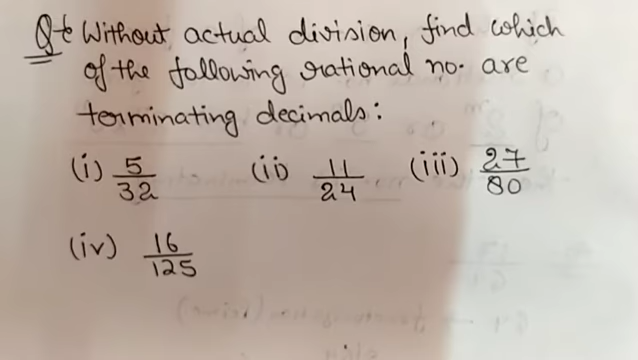 Qt Without actual division, find which
of the following rational no. are
terminating decimals:
(i) 5/32 (ii) 11/24 (iii) 27/80
(iv) 16/125